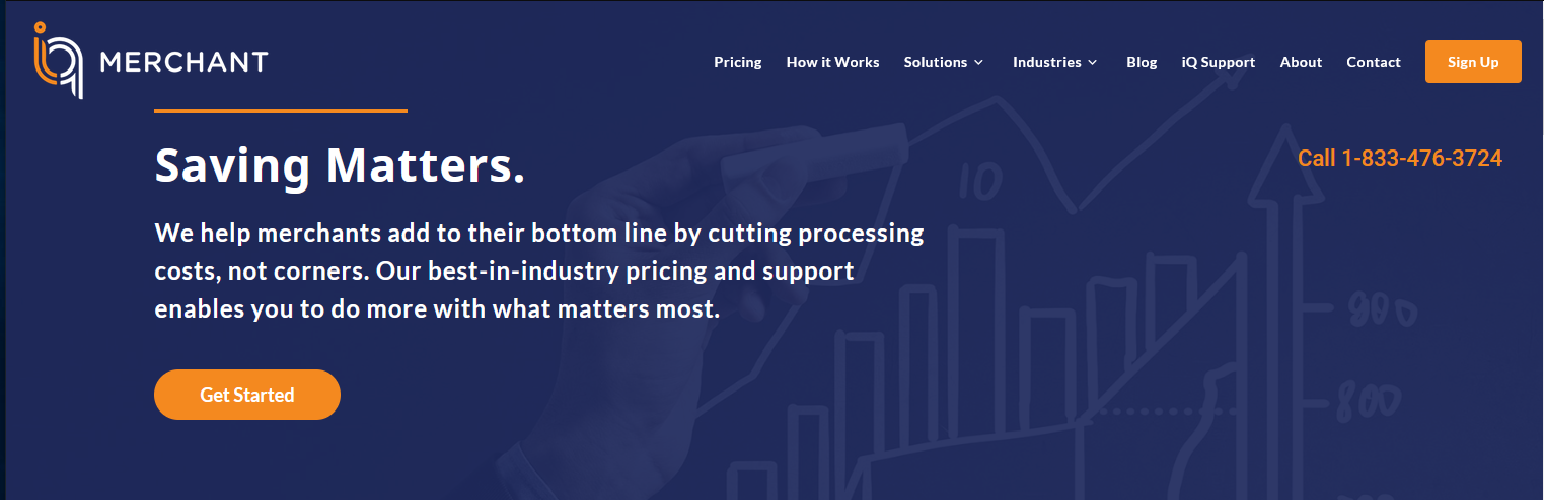 iq MERCHANT
Pricing How it Works Solutions Industries Blog iQ Support About Contact Sign Up
Call 1-833-476-3724
Saving Matters.
We help merchants add to their bottom line by cutting processing
costs, not corners. Our best-in-industry pricing and support
enables you to do more with what matters most.
Get Started
10
900
800